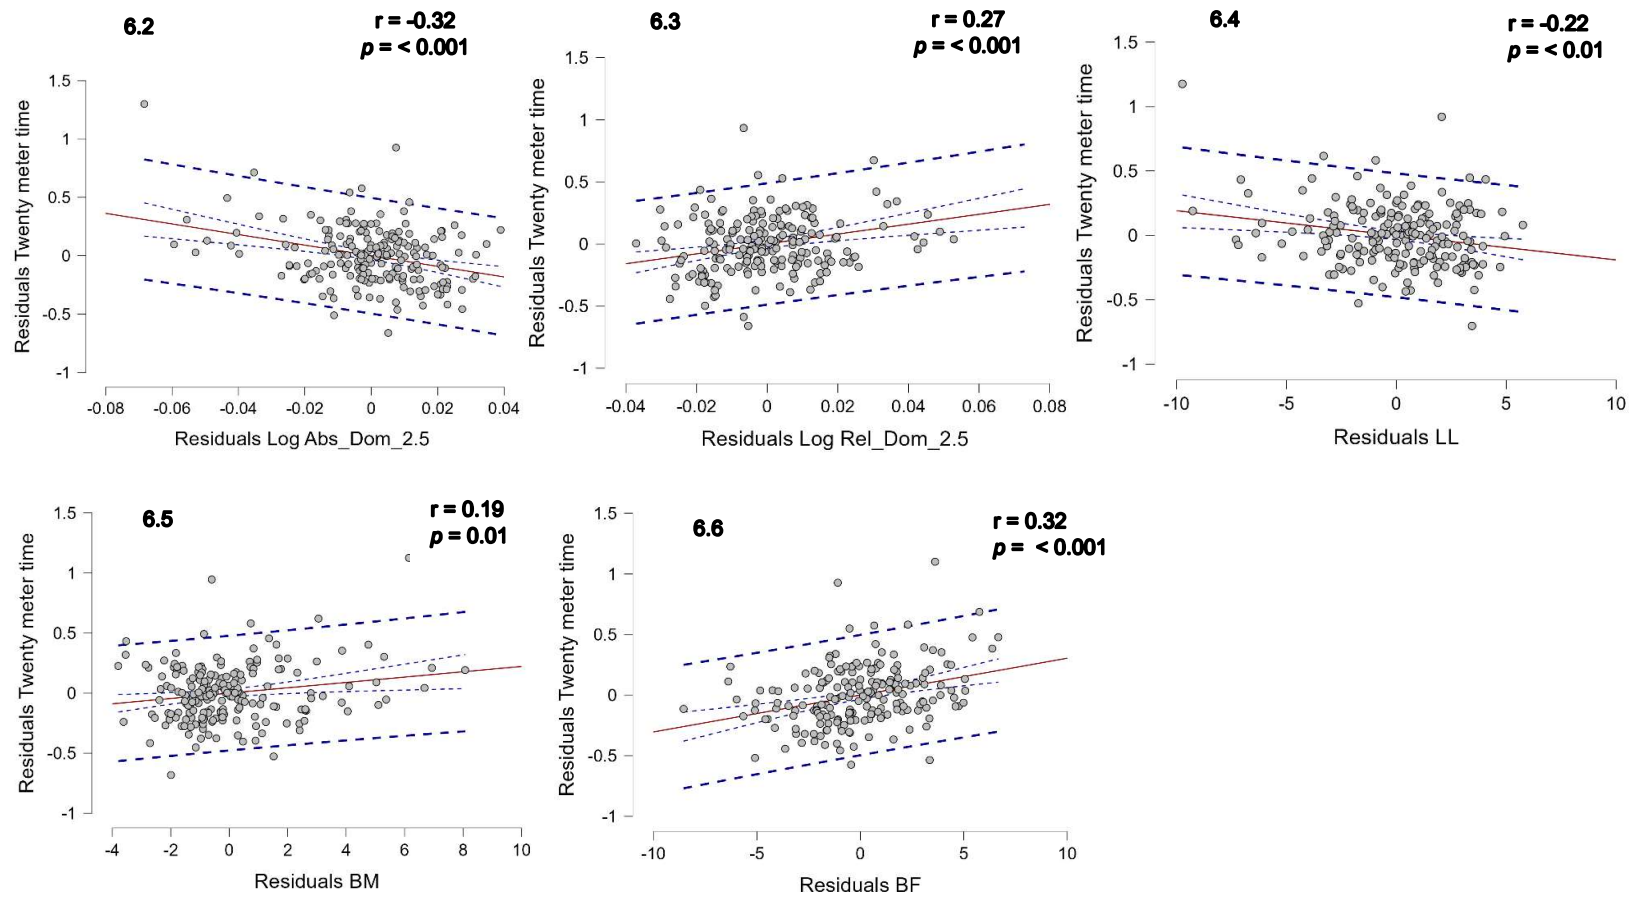 6.2
r = -0.32
p = < 0.001
1.5
1
0.5
0
-0.5
-1
Residuals Twenty meter time
-0.08 -0.06 -0.04 -0.02 0 0.02 0.04
Residuals Log Abs_Dom_2.5
6.3
r = 0.27
p = < 0.001
1.5
1
0.5
0
-0.5
-1
Residuals Twenty meter time
-0.04 -0.02 0 0.02 0.04 0.06 0.08
Residuals Log Rel_Dom_2.5
6.4
r = -0.22
p = < 0.01
1.5
1
0.5
0
-0.5
-1
Residuals Twenty meter time
-10 -5 0 5 10
Residuals LL
6.5
r = 0.19
p = 0.01
1.5
1
0.5
0
-0.5
-1
Residuals Twenty meter time
-4 -2 0 2 4 6 8 10
Residuals BM
6.6
r = 0.32
p = < 0.001
1.5
1
0.5
0
-0.5
-1
Residuals Twenty meter time
-10 -5 0 5 10
Residuals BF